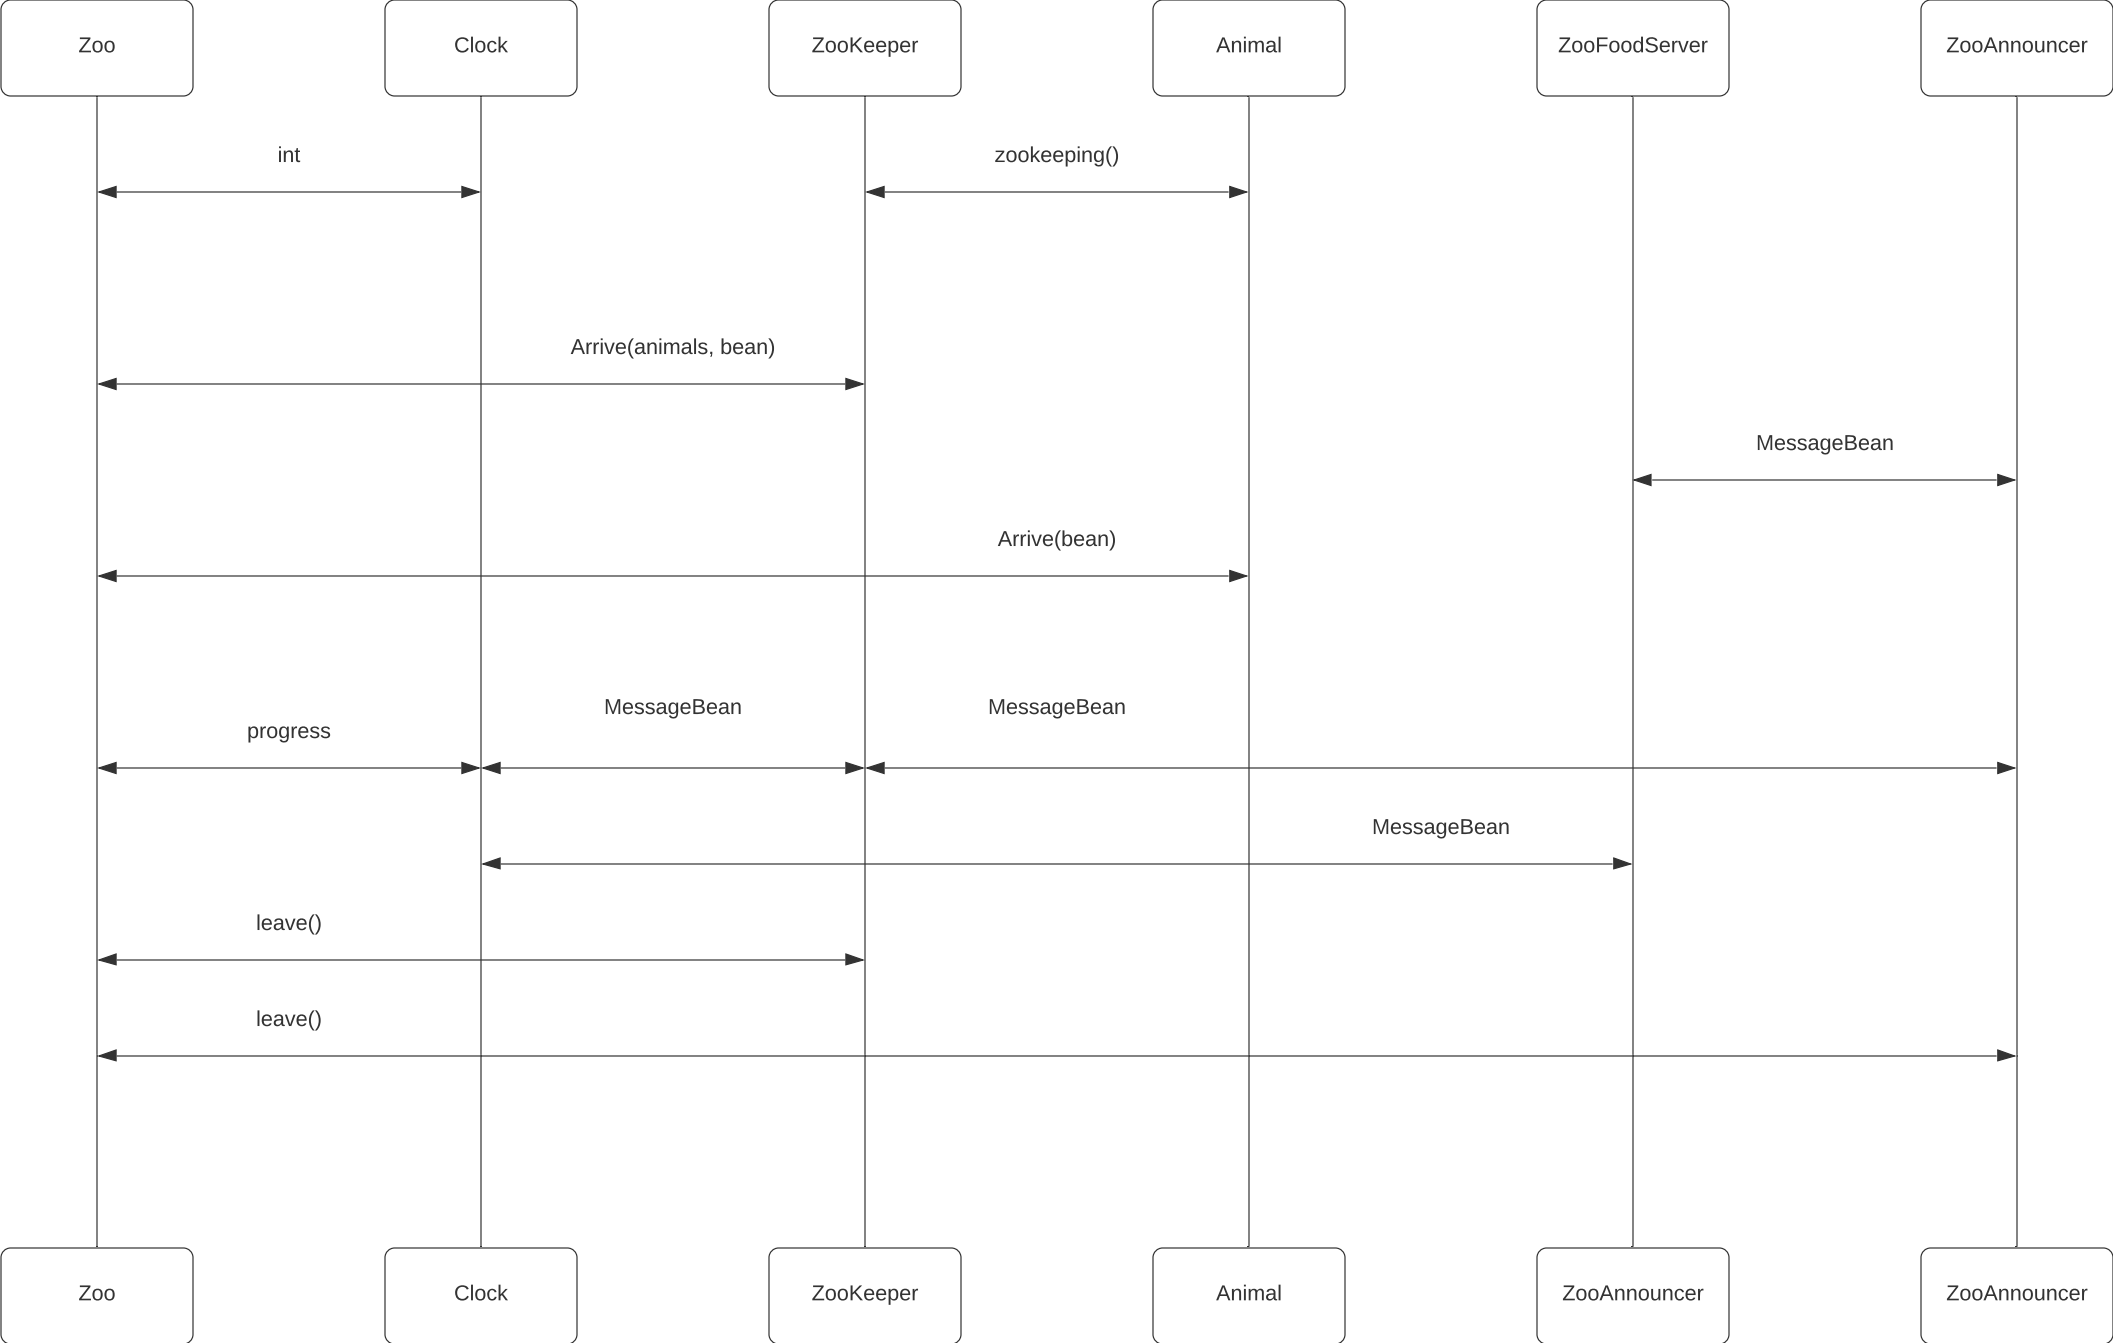 Zoo
Clock
ZooKeeper
Animal
ZooFoodServer
ZooAnnouncer
int
zookeeping()
Arrive(animals, bean)
MessageBean
Arrive(bean)
MessageBean
MessageBean
progress
MessageBean
leave()
leave()
Zoo
Clock
ZooKeeper
Animal
ZooAnnouncer
ZooAnnouncer